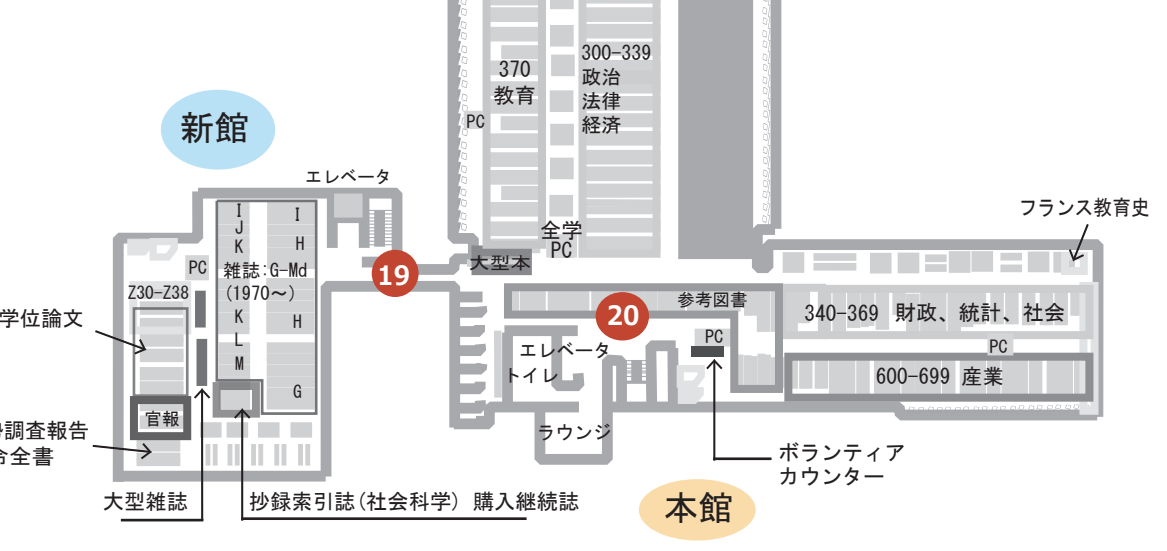 370
教育
300-339
政治
法律
経済
PC
新館
エレベータ
全学
PC
大型本
フランス教育史
I
J
K
I
H
PC
雑誌:G-Md
(1970～)
K
L
M
H
G
Z30-Z38
19
20
参考図書
340-369 財政、統計、社会
PC
PC
600-699 産業
学位論文
エレベータ
トイレ
官報
調査報告
全書
ラウンジ
ボランティア
カウンター
大型雑誌
抄録索引誌(社会科学) 購入継続誌
本館